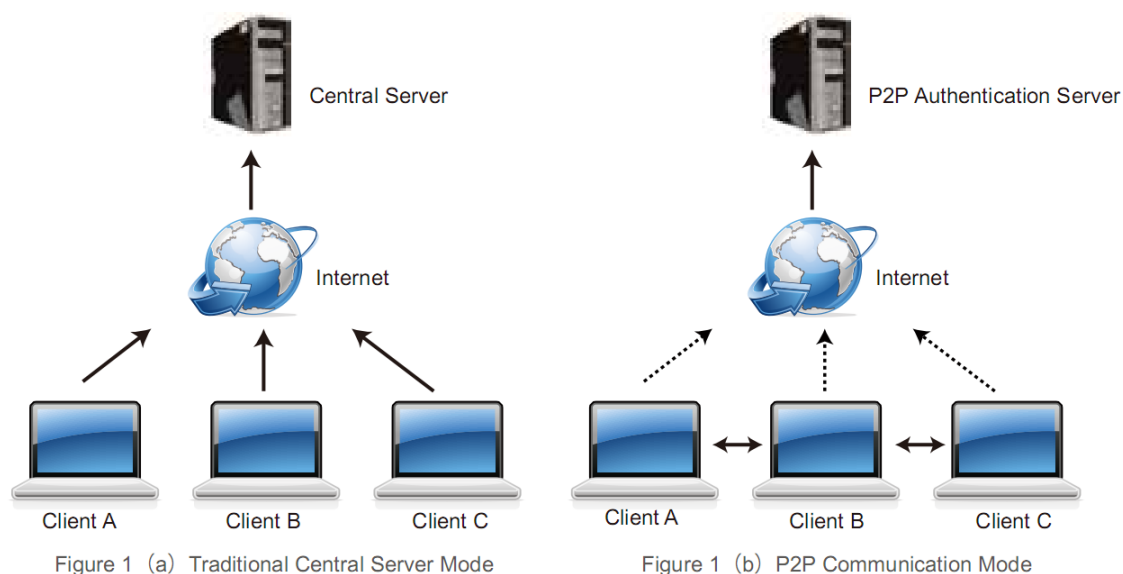 Central Server
Internet
Client A
Client B
Client C
Figure 1（a）Traditional Central Server Mode
P2P Authentication Server
Internet
Client A
Client B
Client C
Figure 1（b）P2P Communication Mode